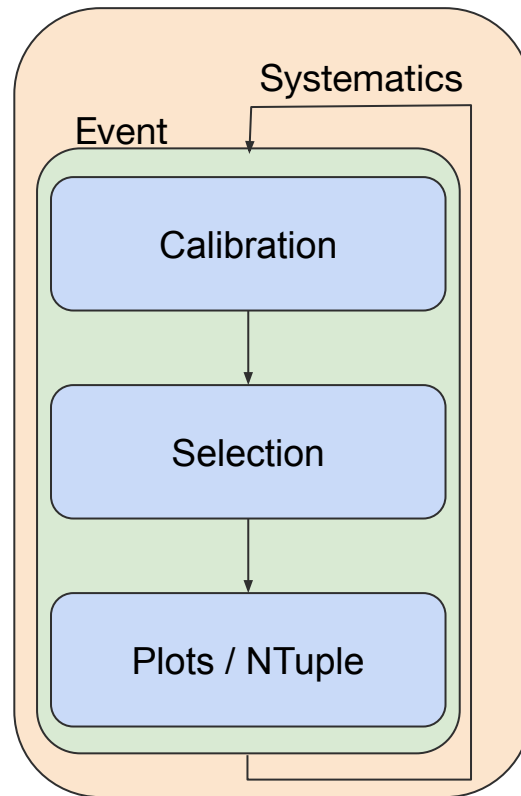 Systematics
Event
Calibration
Selection
Plots / NTuple